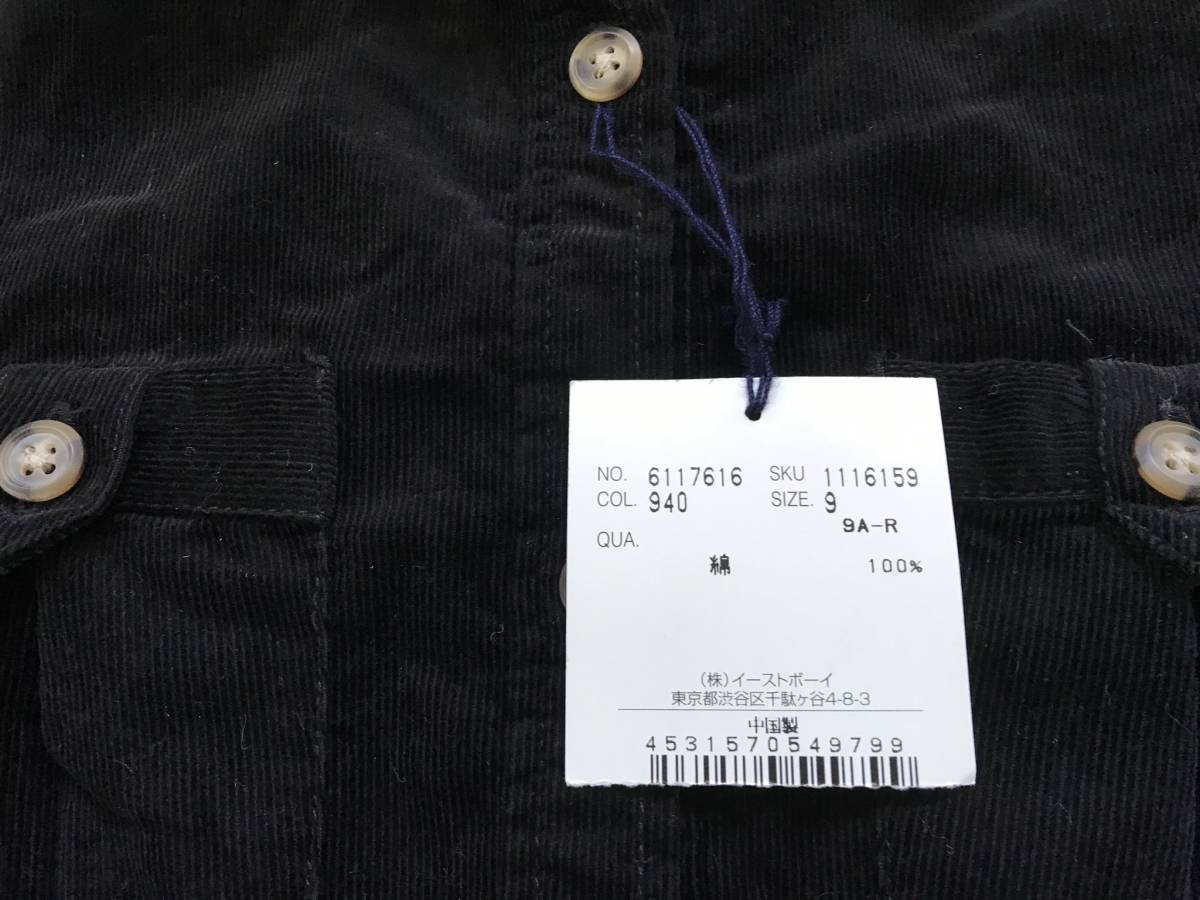 NO. 6117616 SKU 1116159
COL. 940 SIZE. 9
9A-R
QUA.
綿 100%
(株)イーストボーイ
東京都渋谷区千駄ヶ谷4-8-3
中国製
4531570549799